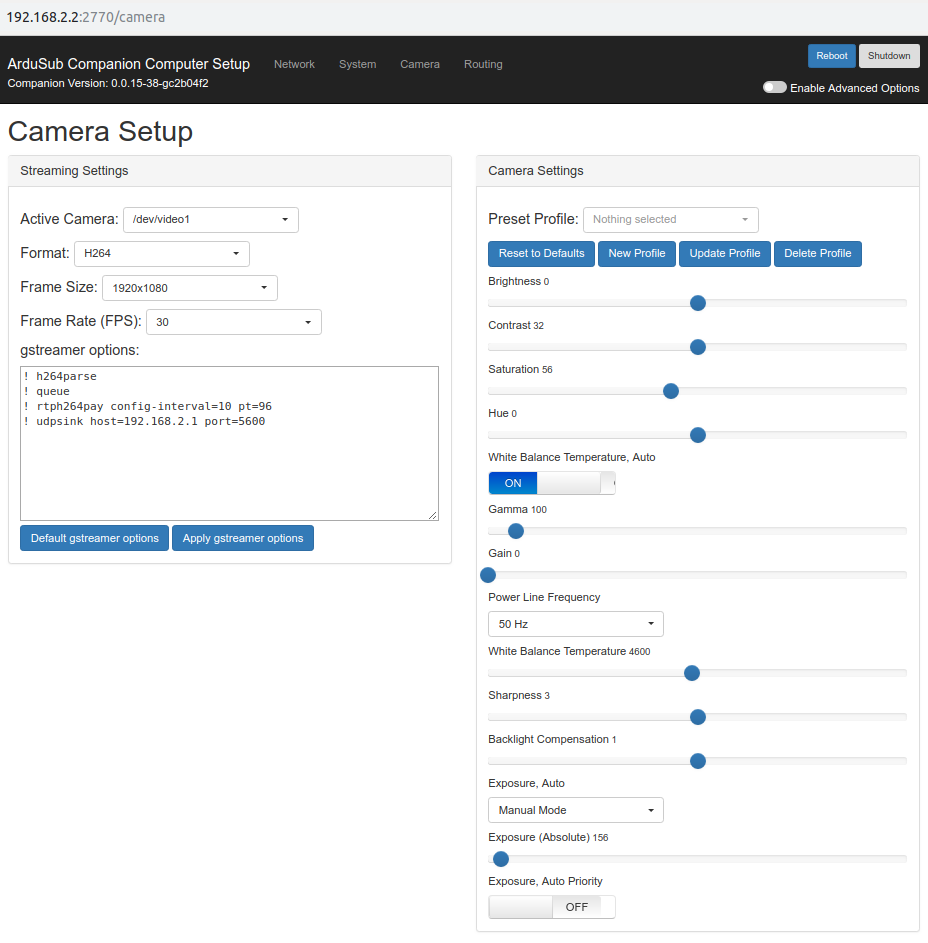 192.168.2.2:2770/camera
ArduSub Companion Computer Setup
Network
System
Camera
Routing
Reboot
Shutdown
Companion Version: 0.0.15-38-gc2b04f2
Enable Advanced Options
Camera Setup
Streaming Settings
Active Camera: /dev/video1
Format: H264
Frame Size: 1920x1080
Frame Rate (FPS): 30
gstreamer options:
! h264parse
! queue
! rtph264pay config-interval=10 pt=96
! udpsink host=192.168.2.1 port=5600
Default gstreamer options
Apply gstreamer options
Camera Settings
Preset Profile: Nothing selected
Reset to Defaults
New Profile
Update Profile
Delete Profile
Brightness 0
Contrast 32
Saturation 56
Hue 0
White Balance Temperature, Auto
ON
Gamma 100
Gain 0
Power Line Frequency
50 Hz
White Balance Temperature 4600
Sharpness 3
Backlight Compensation 1
Exposure, Auto
Manual Mode
Exposure (Absolute) 156
Exposure, Auto Priority
OFF